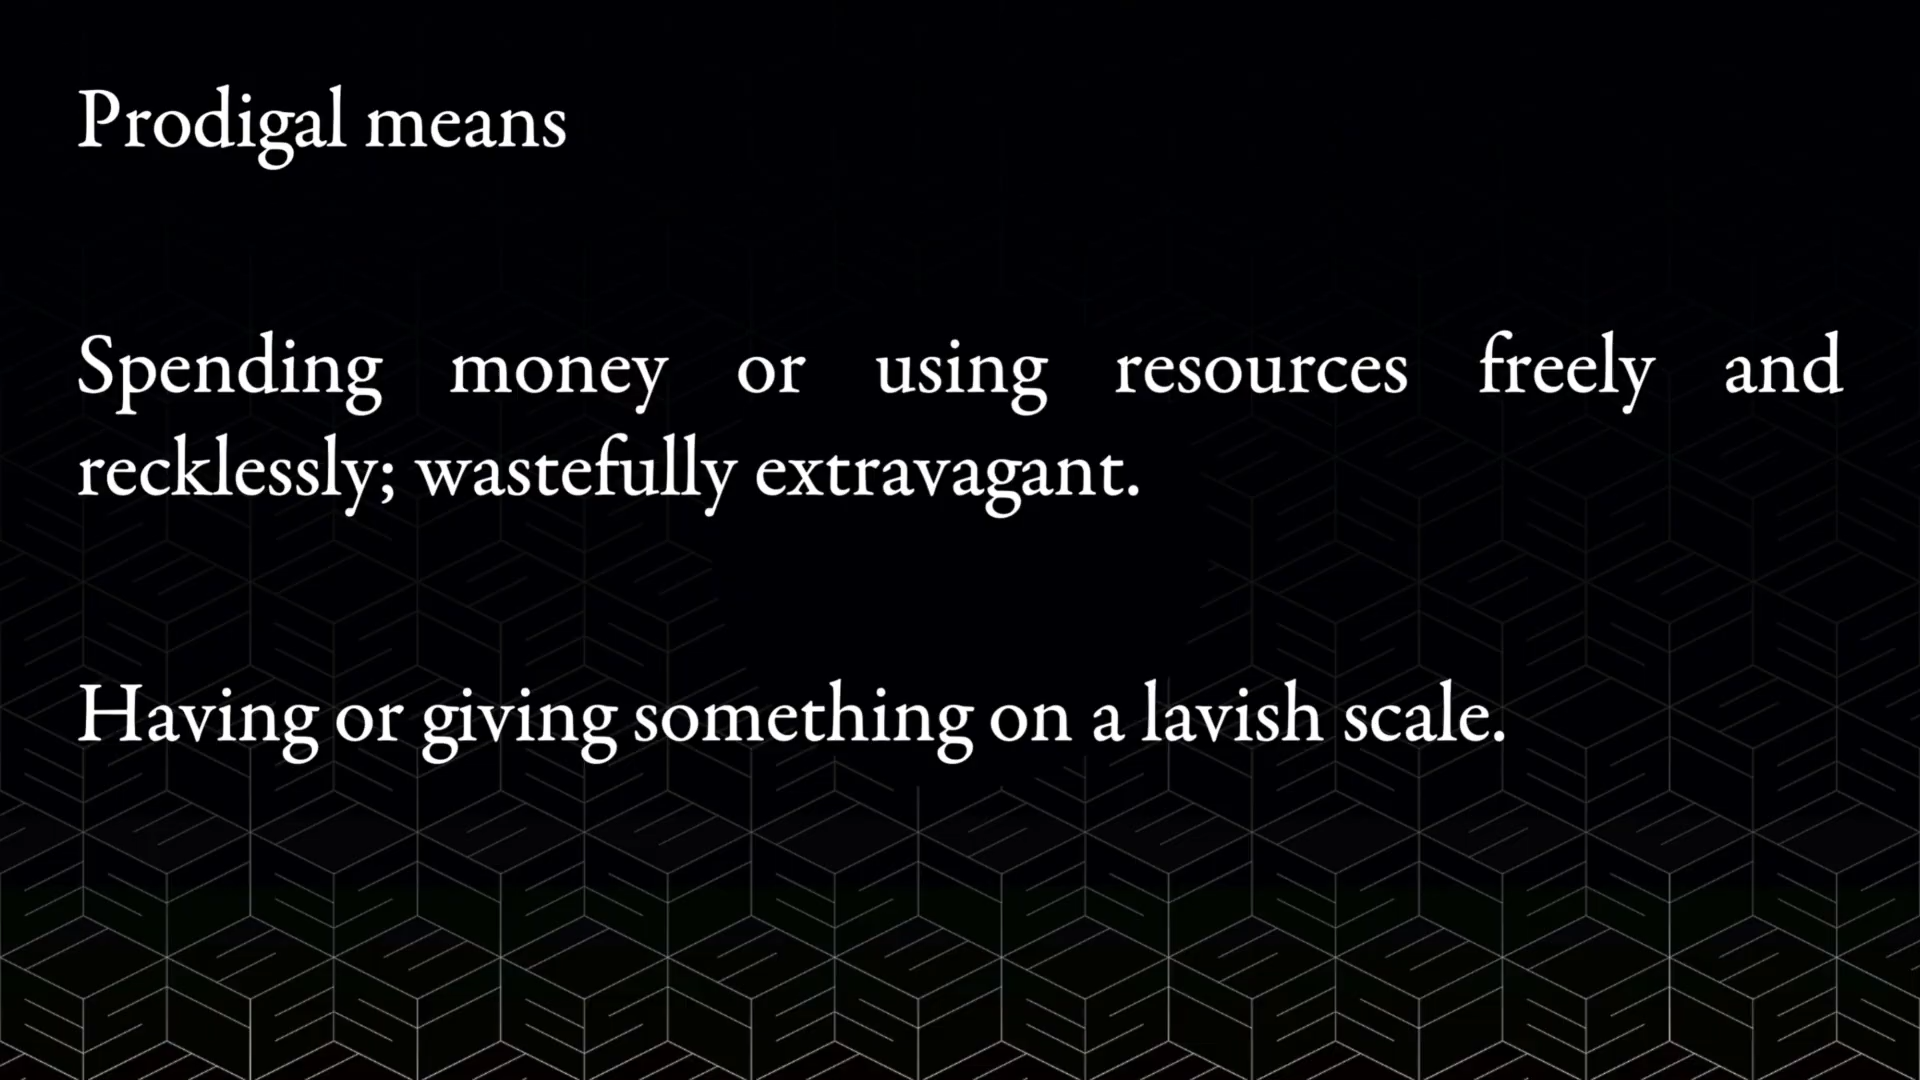 Prodigal means
Spending money or using resources freely and
recklessly; wastefully extravagant.
Having or giving something on a lavish scale.